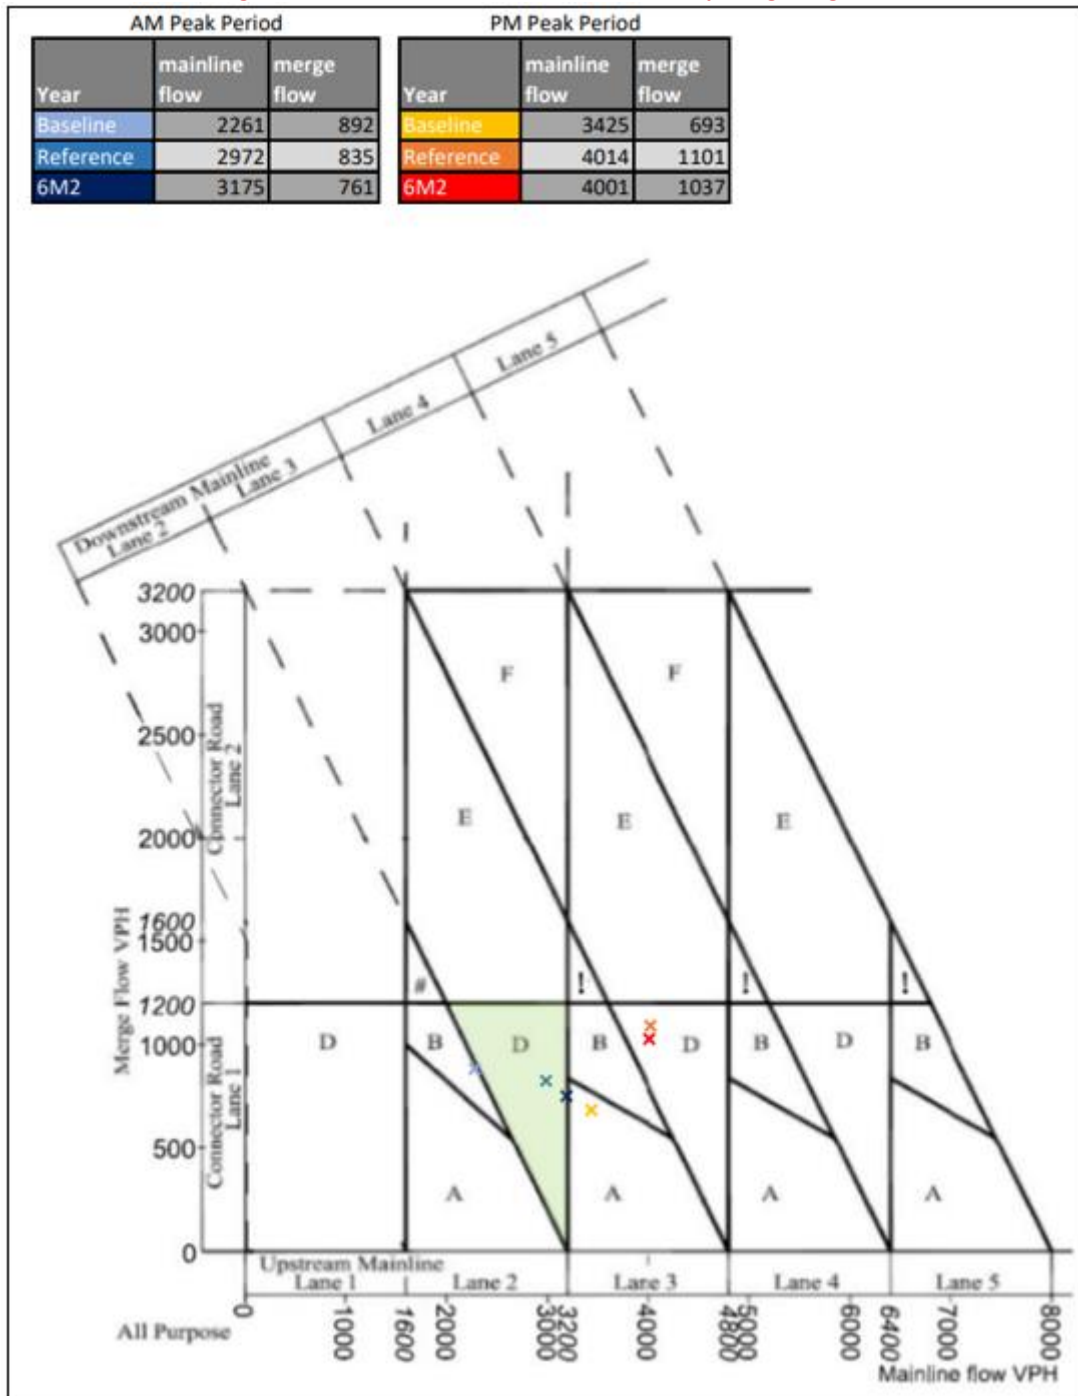 AM Peak Period
Year mainline flow merge flow
Baseline 2261 892
Reference 2972 835
6M2 3175 761
PM Peak Period
Year mainline flow merge flow
Baseline 3425 693
Reference 4014 1101
6M2 4001 1037
Downstream Mainline
Lane 2 Lane 3 Lane 4 Lane 5
Merge Flow VPH
3200
3000
2500
2000
1600
1500
1200
1000
500
0
Connector Road Lane 2
Connector Road Lane 1
F F
E E E
# ! ! !
D B D B D B D B
A A A A
Upstream Mainline
Lane 1 Lane 2 Lane 3 Lane 4 Lane 5
0 1000 1600 2000 3000 3200 4000 4800 5000 6000 6400 7000 8000
All Purpose
Mainline flow VPH